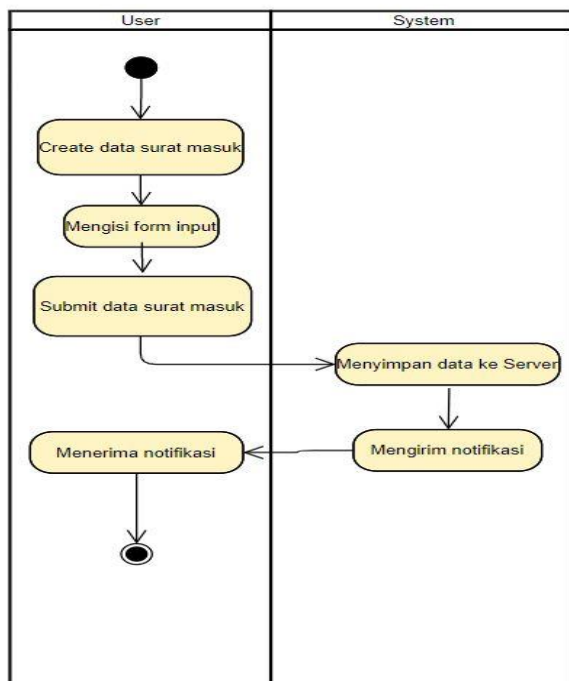 User
System
Create data surat masuk
Mengisi form input
Submit data surat masuk
Menyimpan data ke Server
Mengirim notifikasi
Menerima notifikasi